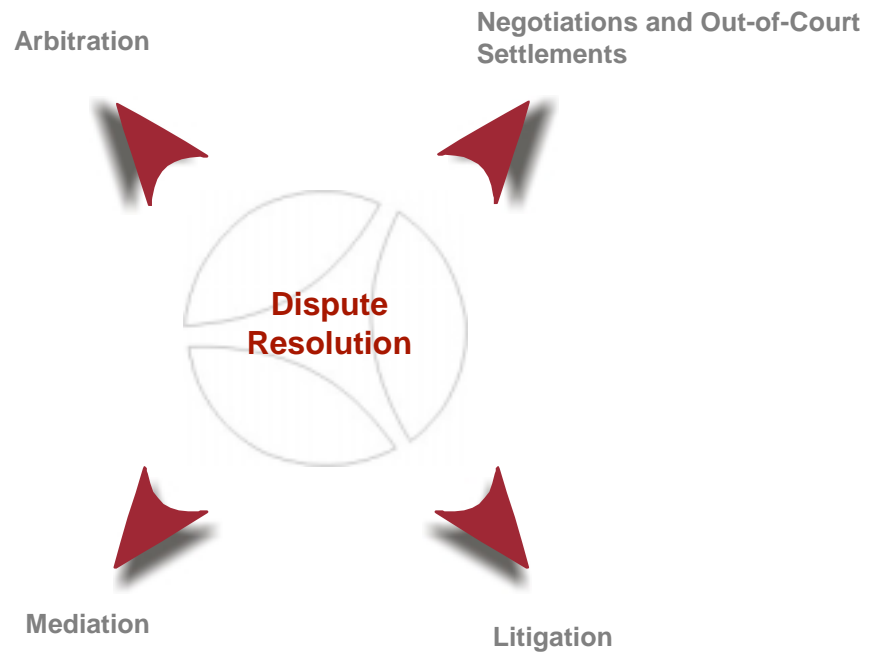 Arbitration
Negotiations and Out-of-Court
Settlements
Dispute
Resolution
Mediation
Litigation